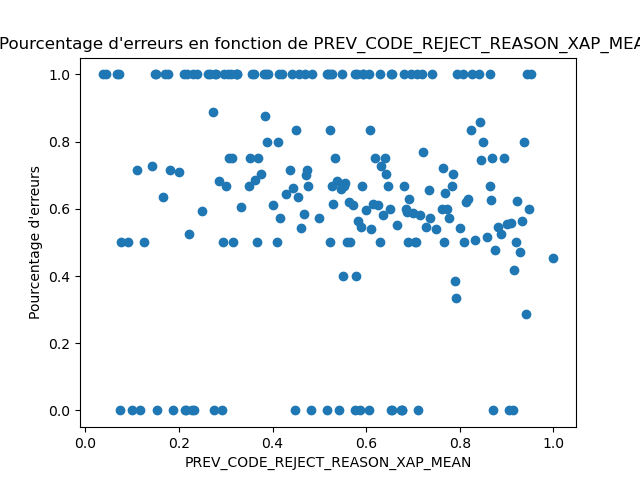 Pourcentage d'erreurs en fonction de PREV_CODE_REJECT_REASON_XAP_MEA
1.0
0.8
0.6
0.4
0.2
0.0
Pourcentage d'erreurs
0.0 0.2 0.4 0.6 0.8 1.0
PREV_CODE_REJECT_REASON_XAP_MEAN